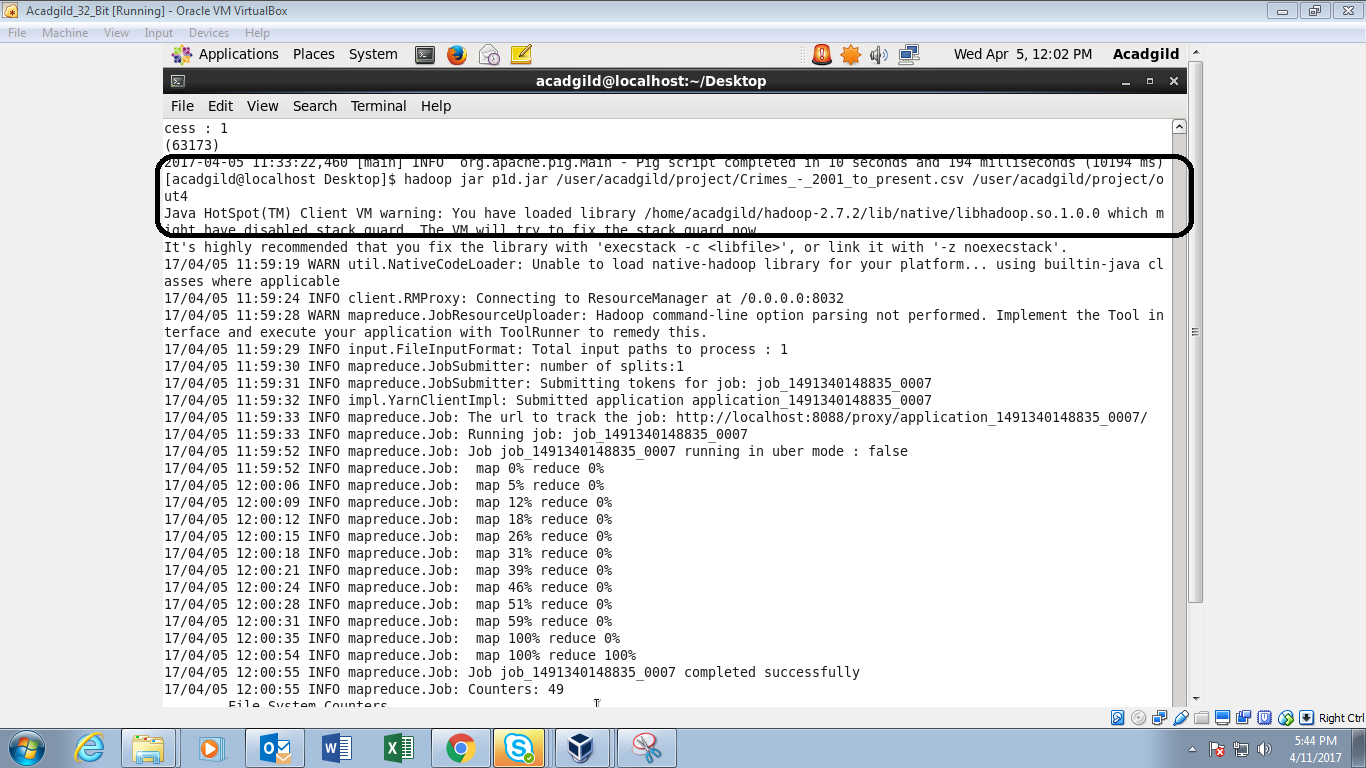 Acadgild_32_Bit [Running] - Oracle VM VirtualBox
File Machine View Input Devices Help
Applications Places System Wed Apr 5, 12:02 PM Acadgild
acadgild@localhost:~/Desktop
File Edit View Search Terminal Help
cess : 1
(63173)
2017-04-05 11:33:22,460 [main] INFO  org.apache.pig.Main - Pig script completed in 10 seconds and 194 milliseconds (10194 ms)
[acadgild@localhost Desktop]$ hadoop jar p1d.jar /user/acadgild/project/Crimes_-_2001_to_present.csv /user/acadgild/project/o
ut4
Java HotSpot(TM) Client VM warning: You have loaded library /home/acadgild/hadoop-2.7.2/lib/native/libhadoop.so.1.0.0 which m
ight have disabled stack guard. The VM will try to fix the stack guard now.
It's highly recommended that you fix the library with 'execstack -c <libfile>', or link it with '-z noexecstack'.
17/04/05 11:59:19 WARN util.NativeCodeLoader: Unable to load native-hadoop library for your platform... using builtin-java cl
asses where applicable
17/04/05 11:59:24 INFO client.RMProxy: Connecting to ResourceManager at /0.0.0.0:8032
17/04/05 11:59:28 WARN mapreduce.JobResourceUploader: Hadoop command-line option parsing not performed. Implement the Tool in
terface and execute your application with ToolRunner to remedy this.
17/04/05 11:59:29 INFO input.FileInputFormat: Total input paths to process : 1
17/04/05 11:59:30 INFO mapreduce.JobSubmitter: number of splits:1
17/04/05 11:59:31 INFO mapreduce.JobSubmitter: Submitting tokens for job: job_1491340148835_0007
17/04/05 11:59:32 INFO impl.YarnClientImpl: Submitted application application_1491340148835_0007
17/04/05 11:59:33 INFO mapreduce.Job: The url to track the job: http://localhost:8088/proxy/application_1491340148835_0007/
17/04/05 11:59:33 INFO mapreduce.Job: Running job: job_1491340148835_0007
17/04/05 11:59:52 INFO mapreduce.Job: Job job_1491340148835_0007 running in uber mode : false
17/04/05 11:59:52 INFO mapreduce.Job:  map 0% reduce 0%
17/04/05 12:00:06 INFO mapreduce.Job:  map 5% reduce 0%
17/04/05 12:00:09 INFO mapreduce.Job:  map 12% reduce 0%
17/04/05 12:00:12 INFO mapreduce.Job:  map 18% reduce 0%
17/04/05 12:00:15 INFO mapreduce.Job:  map 26% reduce 0%
17/04/05 12:00:18 INFO mapreduce.Job:  map 31% reduce 0%
17/04/05 12:00:21 INFO mapreduce.Job:  map 39% reduce 0%
17/04/05 12:00:24 INFO mapreduce.Job:  map 46% reduce 0%
17/04/05 12:00:28 INFO mapreduce.Job:  map 51% reduce 0%
17/04/05 12:00:31 INFO mapreduce.Job:  map 59% reduce 0%
17/04/05 12:00:35 INFO mapreduce.Job:  map 100% reduce 0%
17/04/05 12:00:54 INFO mapreduce.Job:  map 100% reduce 100%
17/04/05 12:00:55 INFO mapreduce.Job: Job job_1491340148835_0007 completed successfully
17/04/05 12:00:55 INFO mapreduce.Job: Counters: 49
File System Counters
Right Ctrl
5:44 PM
4/11/2017